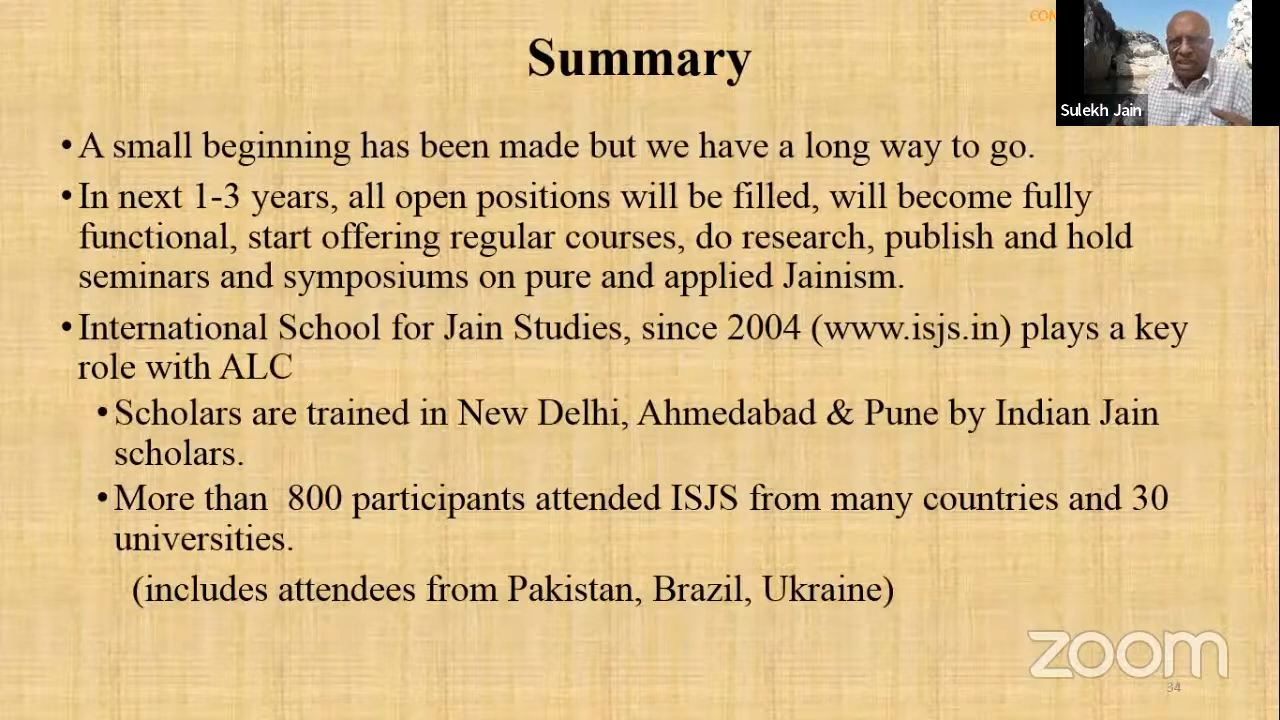 Summary
Sulekh Jain
• A small beginning has been made but we have a long way to go.
• In next 1-3 years, all open positions will be filled, will become fully
functional, start offering regular courses, do research, publish and hold
seminars and symposiums on pure and applied Jainism.
• International School for Jain Studies, since 2004 (www.isjs.in) plays a key
role with ALC
• Scholars are trained in New Delhi, Ahmedabad & Pune by Indian Jain
scholars.
• More than 800 participants attended ISJS from many countries and 30
universities.
(includes attendees from Pakistan, Brazil, Ukraine)
zoom
34